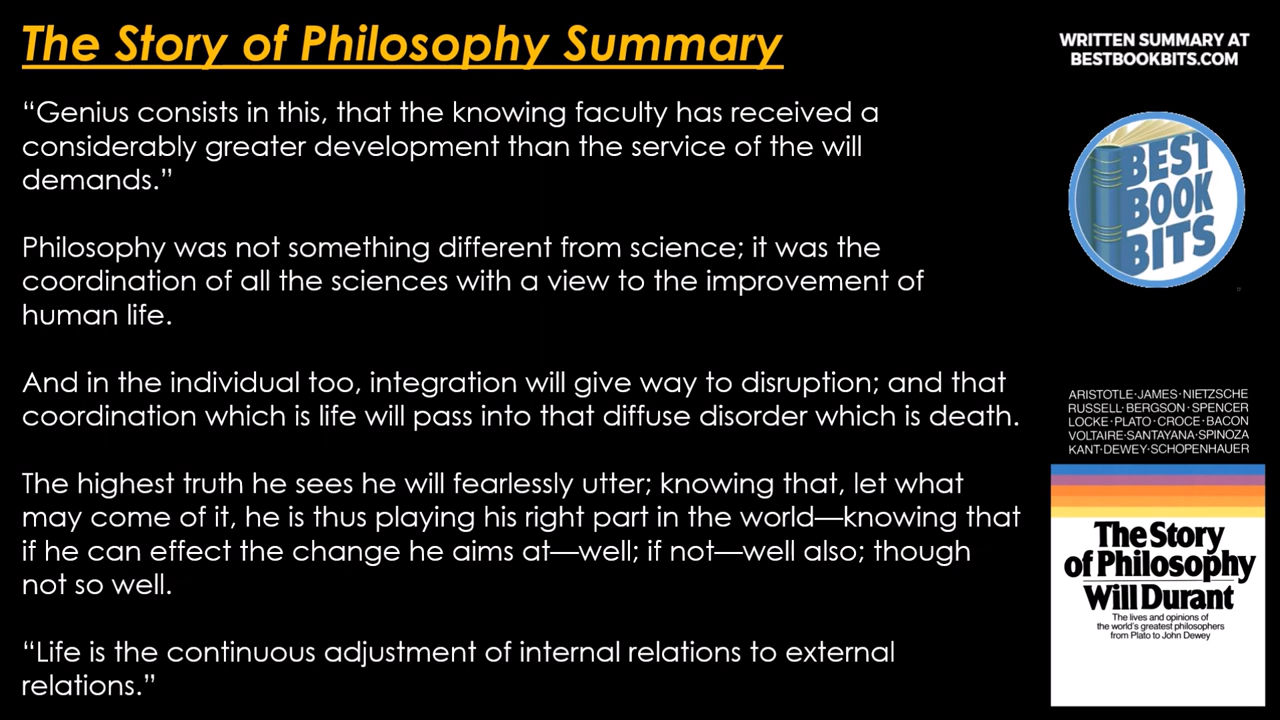 The Story of Philosophy Summary
“Genius consists in this, that the knowing faculty has received a
considerably greater development than the service of the will
demands.”
Philosophy was not something different from science; it was the
coordination of all the sciences with a view to the improvement of
human life.
And in the individual too, integration will give way to disruption; and that
coordination which is life will pass into that diffuse disorder which is death.
The highest truth he sees he will fearlessly utter; knowing that, let what
may come of it, he is thus playing his right part in the world—knowing that
if he can effect the change he aims at—well; if not—well also; though
not so well.
“Life is the continuous adjustment of internal relations to external
relations.”
WRITTEN SUMMARY AT
BESTBOOKBITS.COM
BEST
BOOK
BITS
ARISTOTLE·JAMES·NIETZSCHE
RUSSELL·BERGSON·SPENCER
LOCKE·PLATO·CROCE·BACON
VOLTAIRE·SANTAYANA·SPINOZA
KANT·DEWEY·SCHOPENHAUER
The Story
of Philosophy
Will Durant
The lives and opinions of
the world's greatest philosophers
from Plato to John Dewey